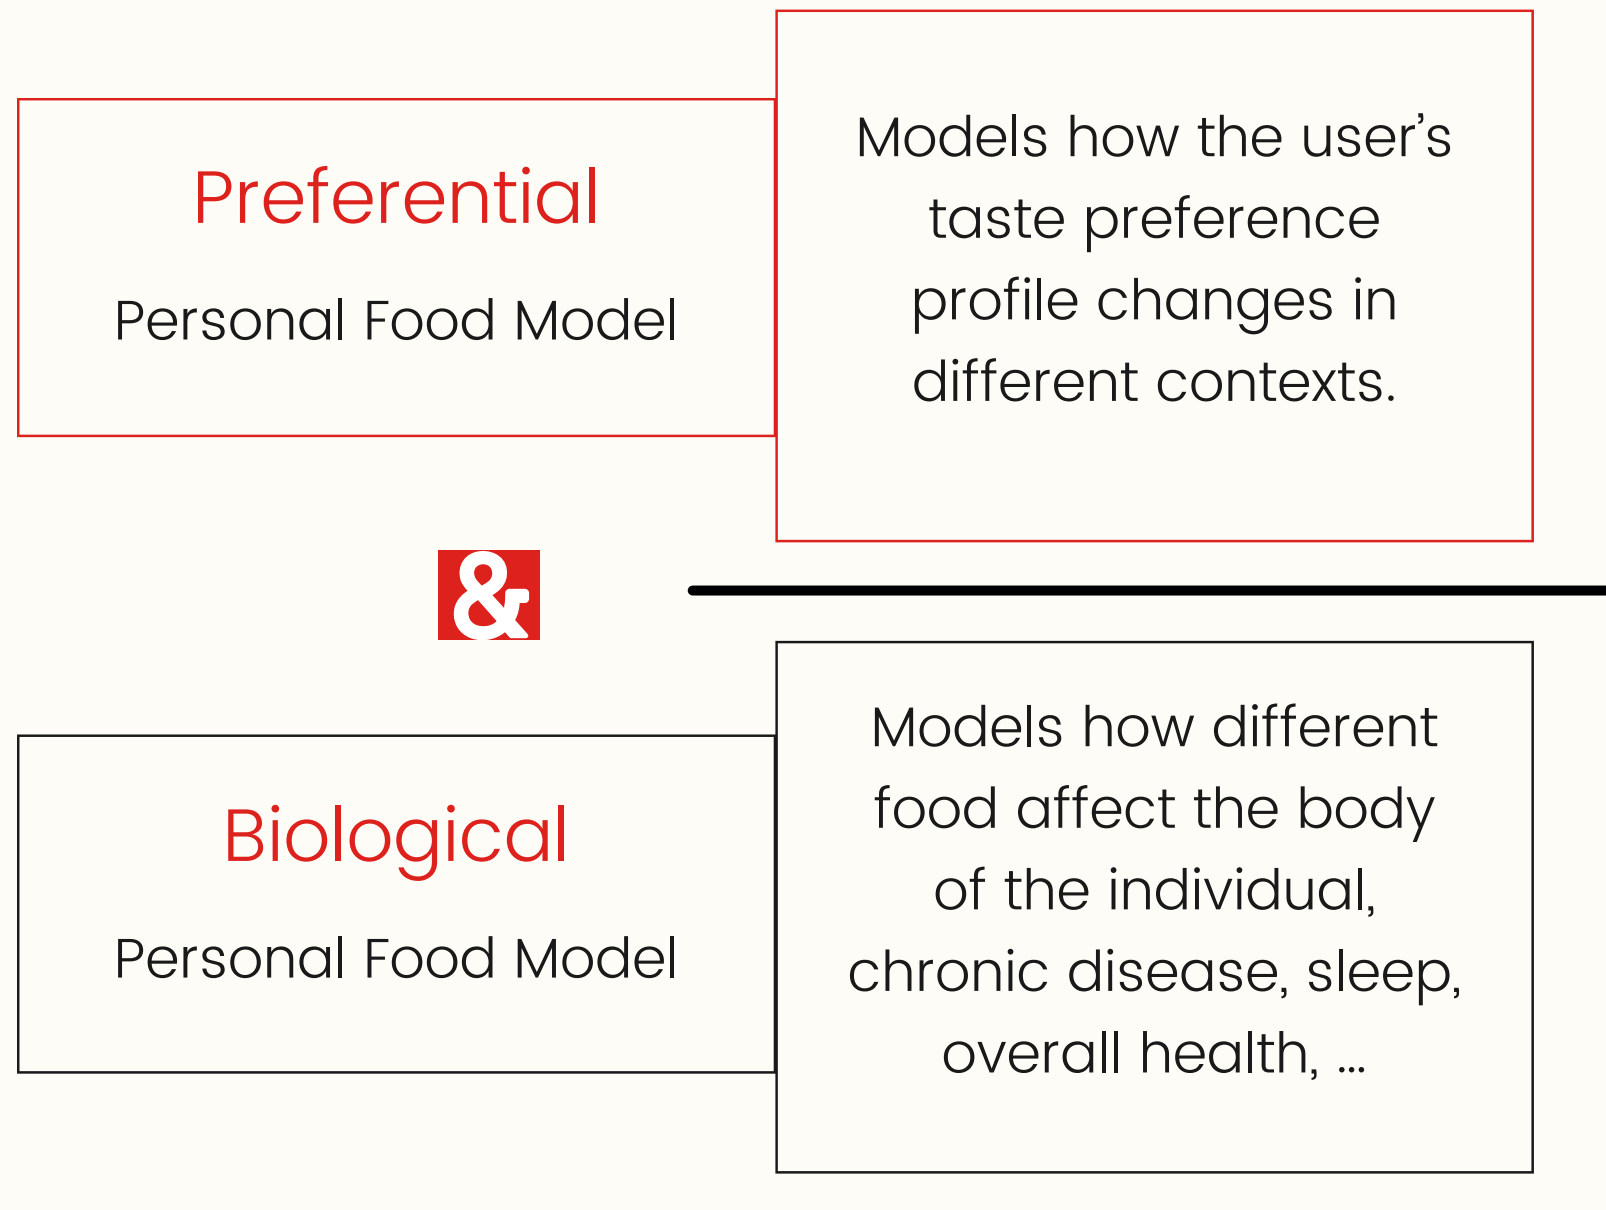 Preferential
Personal Food Model
Models how the user’s
taste preference
profile changes in
different contexts.
&
Biological
Personal Food Model
Models how different
food affect the body
of the individual,
chronic disease, sleep,
overall health, ...